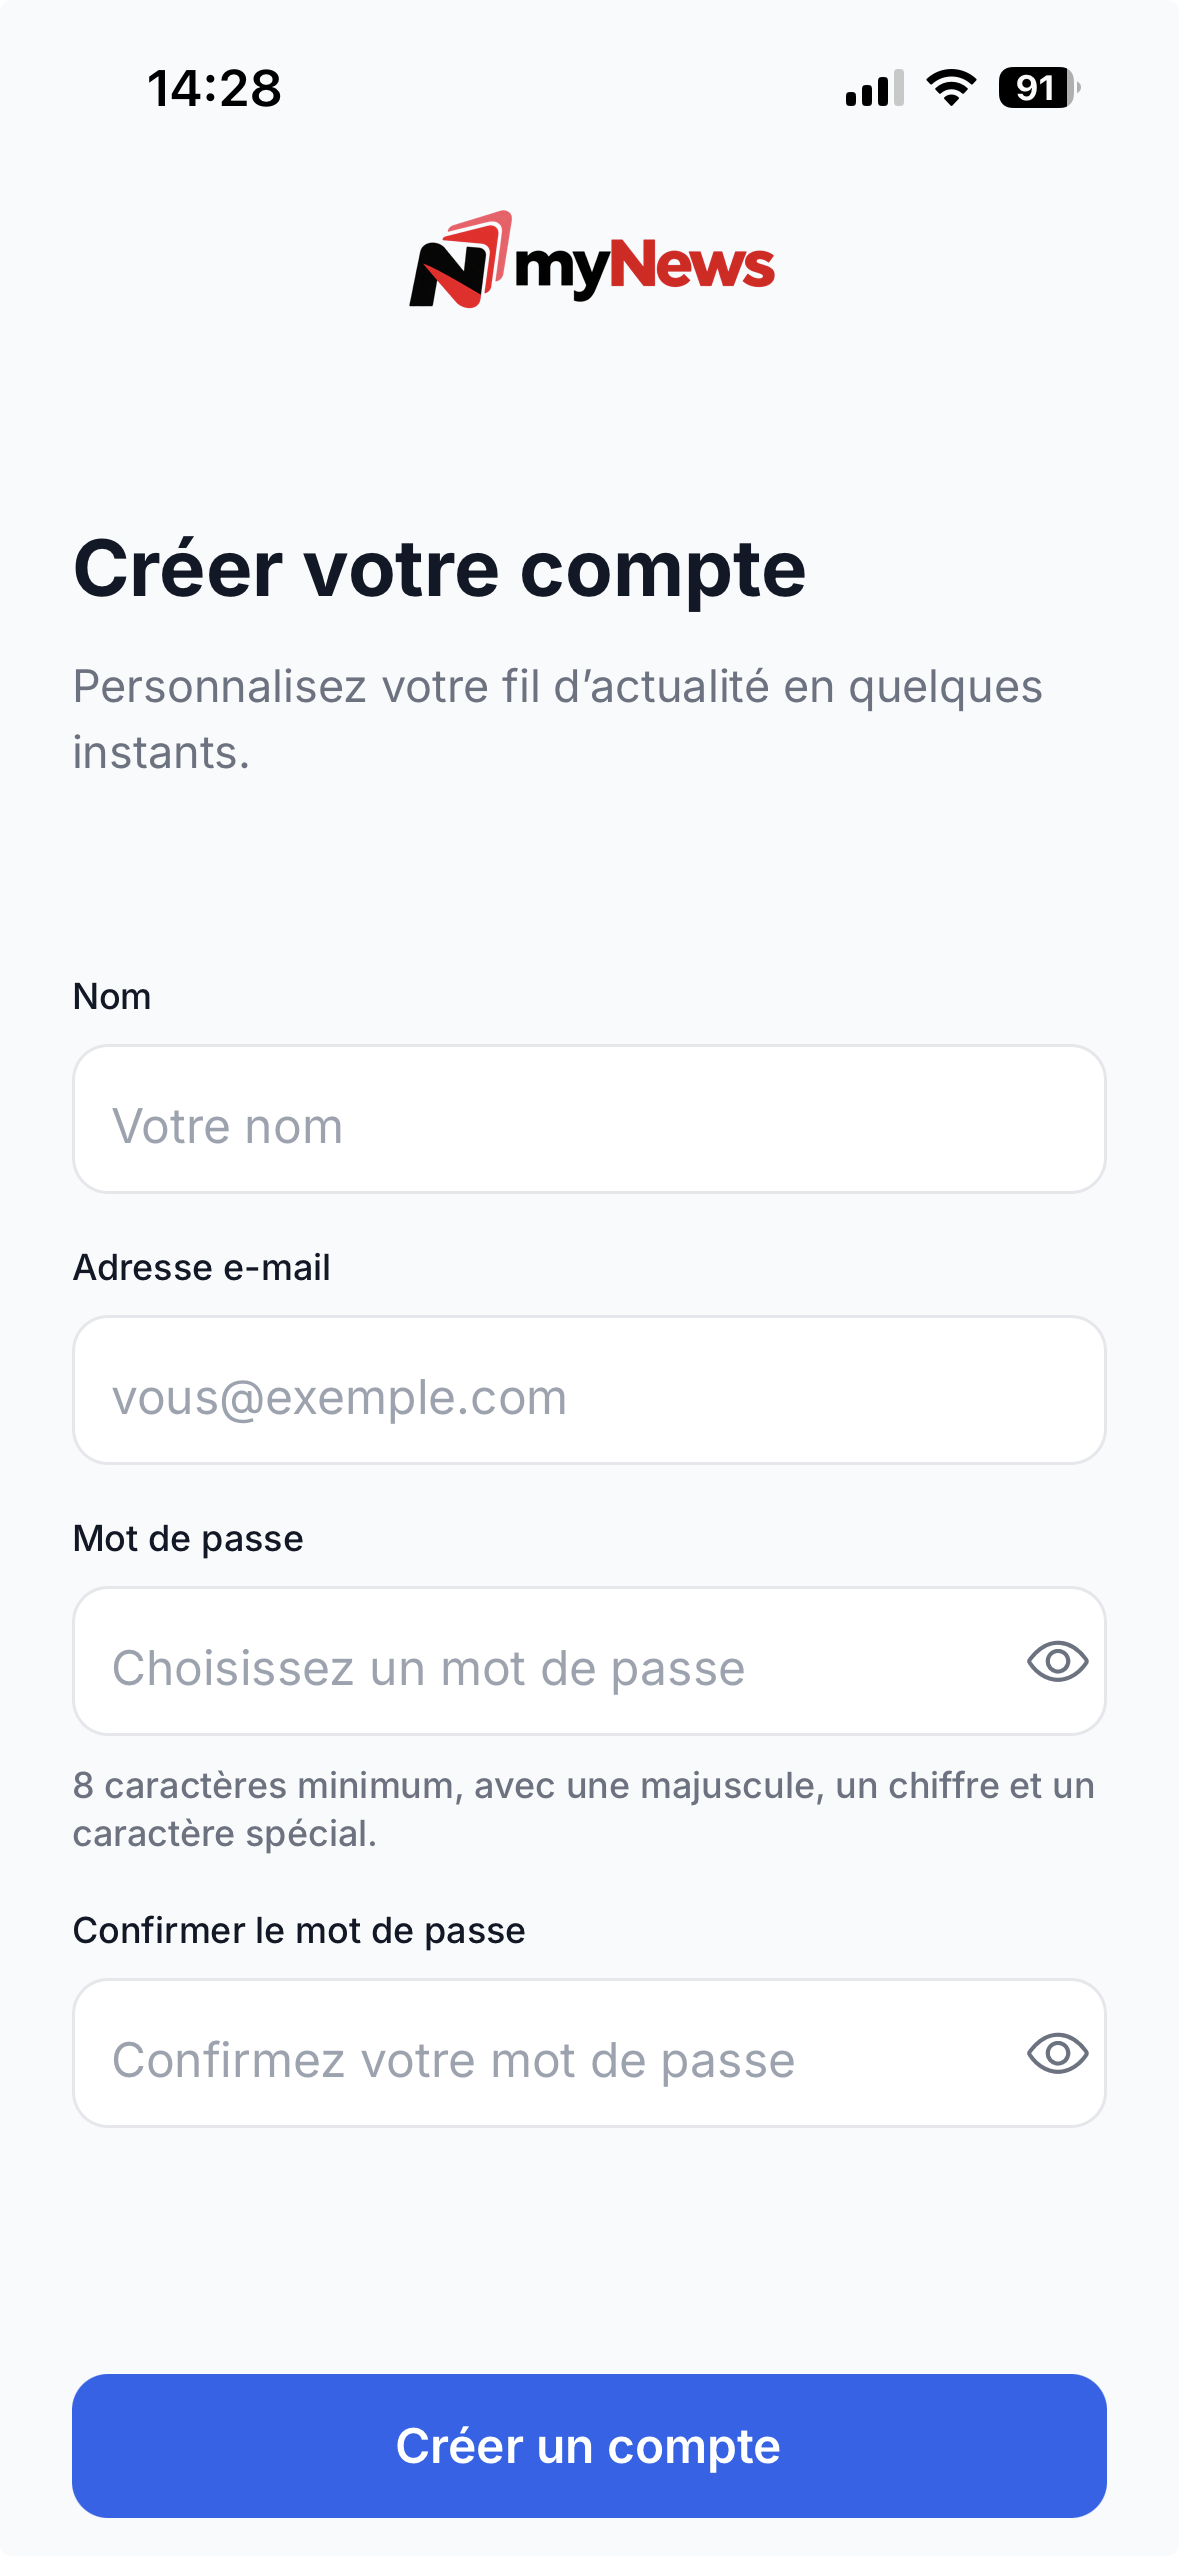 14:28
91
myNews
Créer votre compte
Personnalisez votre fil d’actualité en quelques
instants.
Nom
Votre nom
Adresse e-mail
vous@exemple.com
Mot de passe
Choisissez un mot de passe
8 caractères minimum, avec une majuscule, un chiffre et un
caractère spécial.
Confirmer le mot de passe
Confirmez votre mot de passe
Créer un compte